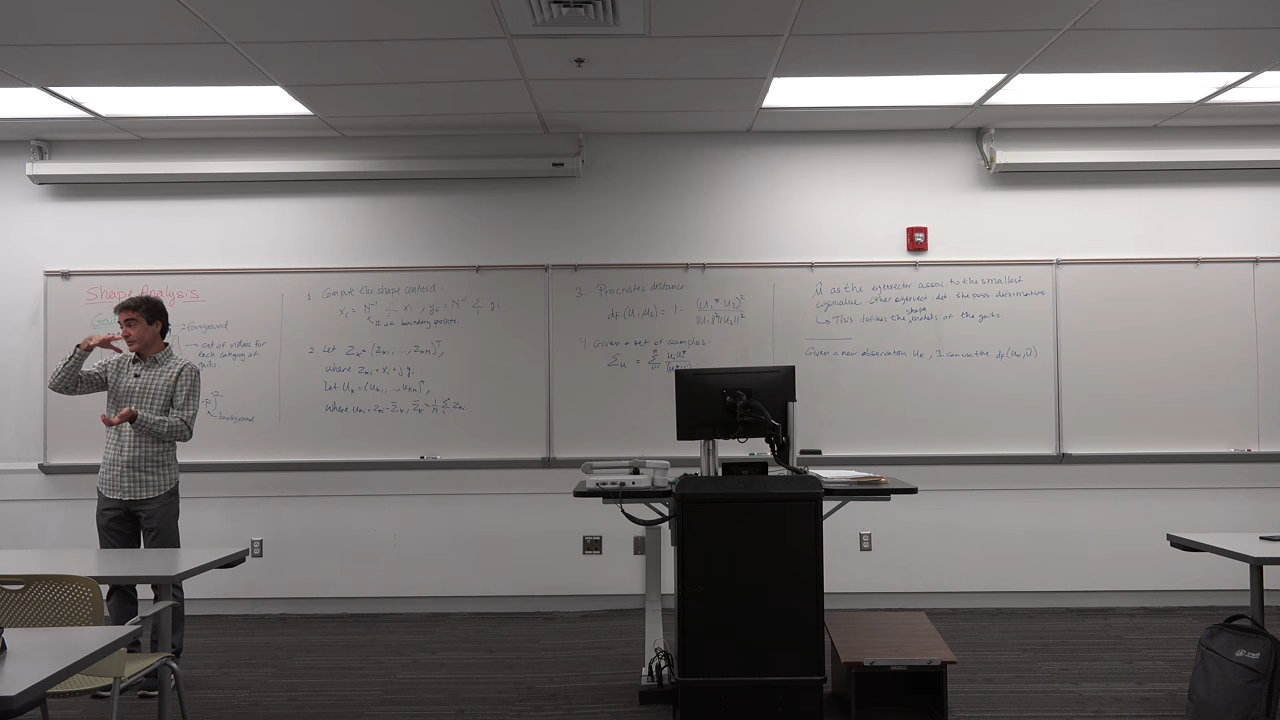 Shape Analysis
foreground
set of videos for
each category of
gaits.
background
1. Compute the shape centroid
x_c = N^-1 Σ_i x_i , y_c = N^-1 Σ_i y_i
# of boundary points.
2. Let Z_k = (Z_k1, ..., Z_kN)^T
where Z_ki = x_i + j y_i
Let U_k = (U_k1, ..., U_kN)^T,
where U_ki = Z_ki - Z̄_k, Z̄_k = 1/N Σ_i Z_ki.
3. Procrustes distance:
d_F(U_1, U_2) = 1 - |U_1^* U_2|^2 / ||U_1||^2 ||U_2||^2
4. Given a set of samples:
Û as the eigenvector assoc. to the smallest
eigenvalue. Other eigenvect. det. shape deformations.
↳ This defines the shape models of the gaits.
Given a new observation U_k, I can use the d_F(U_k, Û)